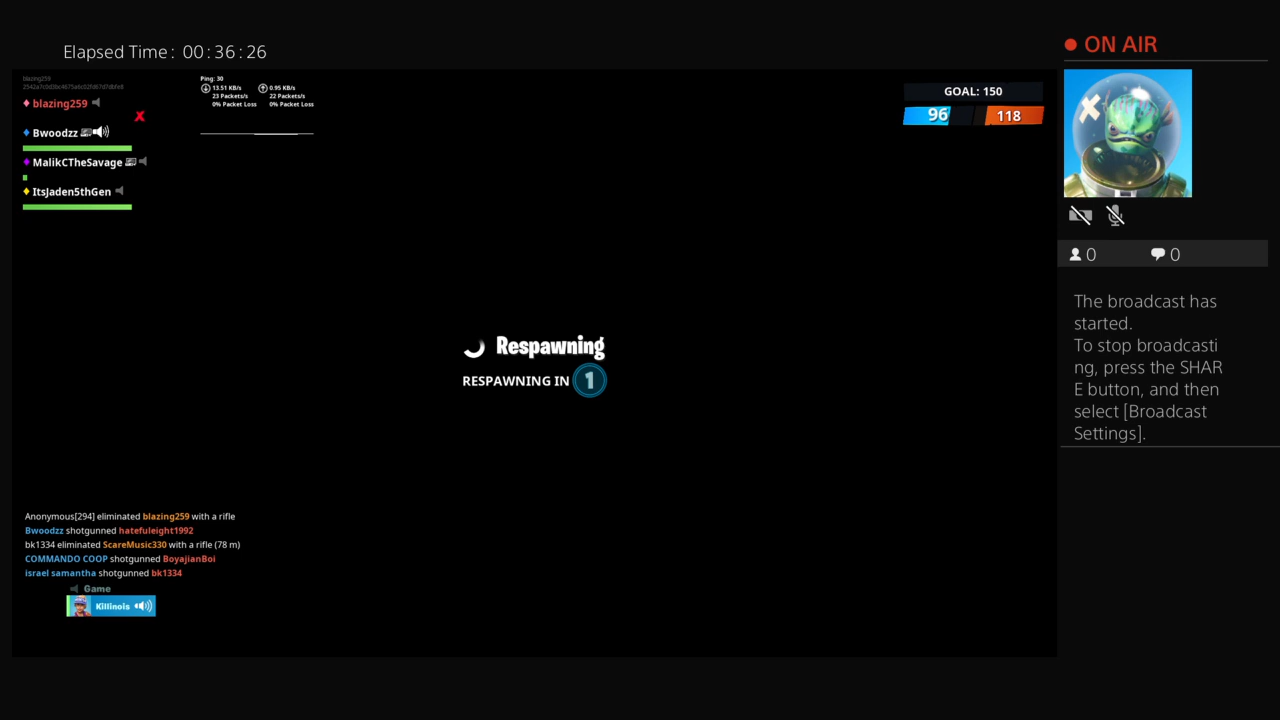 Elapsed Time: 00:36:26
ON AIR
blazing259
Ping: 30
13.51 KB/s
0.95 KB/s
23 Packets/s
22 Packets/s
0% Packet Loss
0% Packet Loss
GOAL: 150
96
118
blazing259
Bwoodzz
MalikCTheSavage
ItsJaden5thGen
0
0
The broadcast has
started.
To stop broadcasti
ng, press the SHAR
E button, and then
select [Broadcast
Settings].
Respawning
RESPAWNING IN 1
Anonymous[294] eliminated blazing259 with a rifle
Bwoodzz shotgunned hatefuleight1992
bk1334 eliminated ScareMusic330 with a rifle (78 m)
COMMANDO COOP shotgunned BoyajianBoi
israel samantha shotgunned bk1334
Game
Killinois